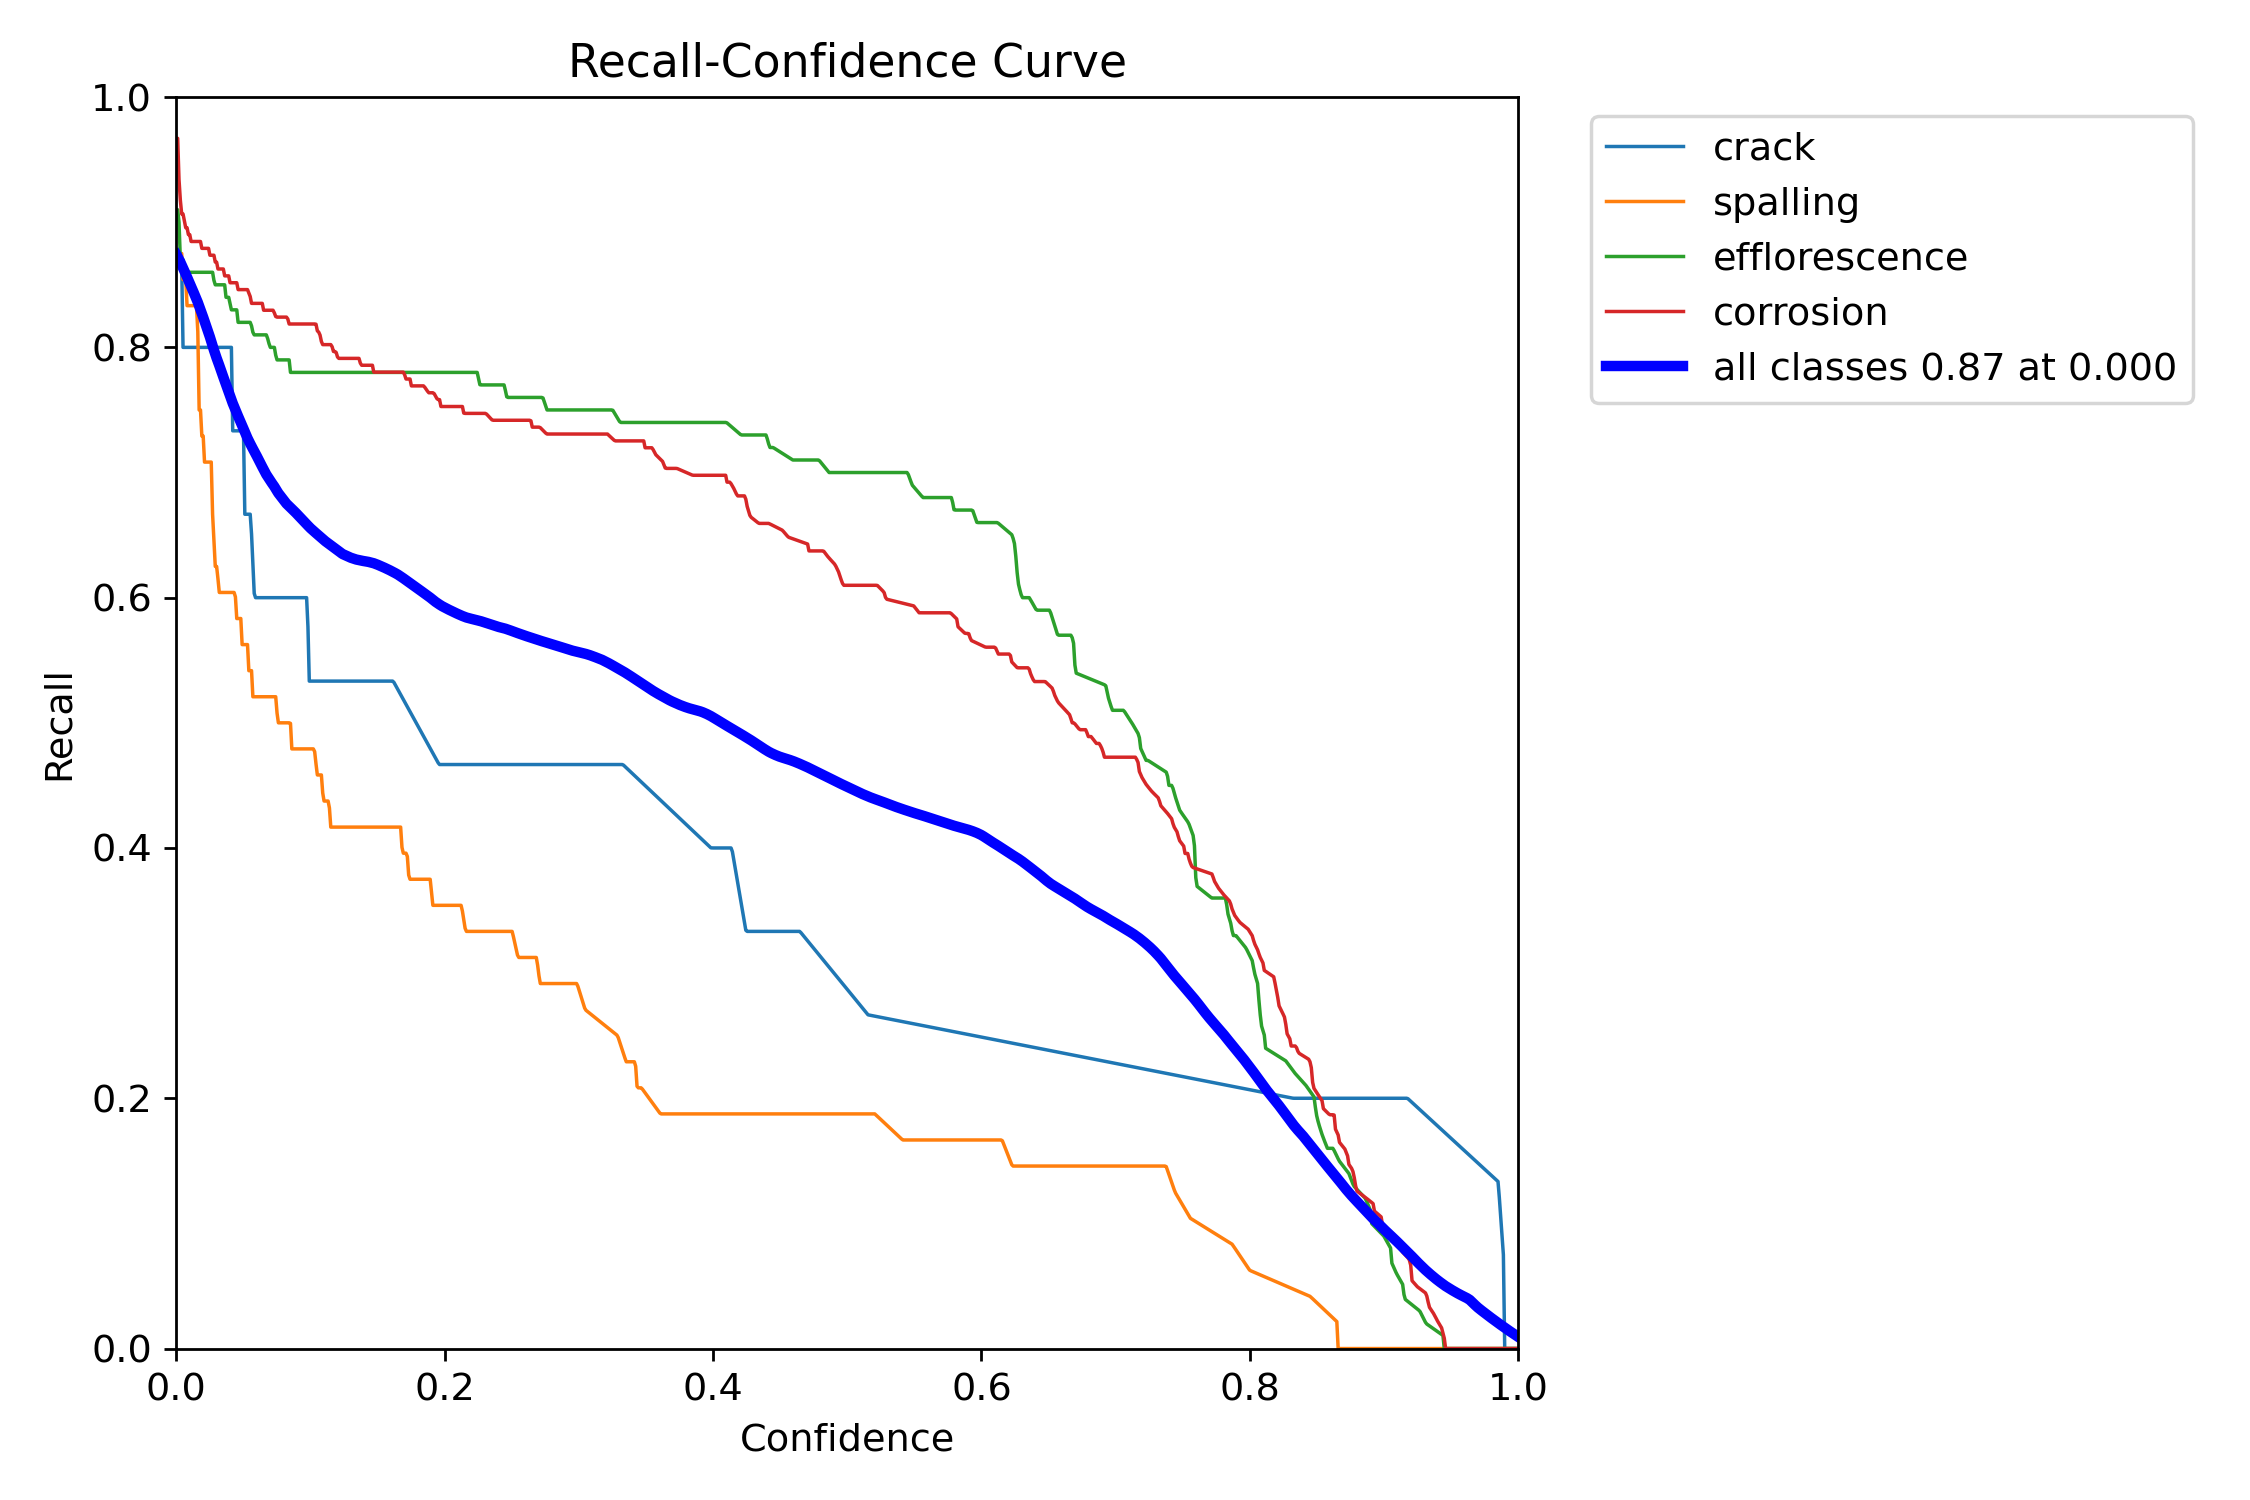 Recall-Confidence Curve
1.0
0.8
0.6
0.4
0.2
0.0
Recall
0.0 0.2 0.4 0.6 0.8 1.0
Confidence
crack
spalling
efflorescence
corrosion
all classes 0.87 at 0.000